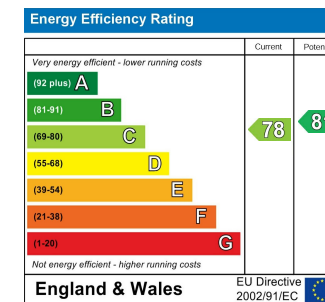 Energy Efficiency Rating
Current
Very energy efficient - lower running costs
(92 plus) A
(81-91) B
(69-80) C
78
(55-68) D
(39-54) E
(21-38) F
(1-20) G
Not energy efficient - higher running costs
England & Wales
EU Directive
2002/91/EC